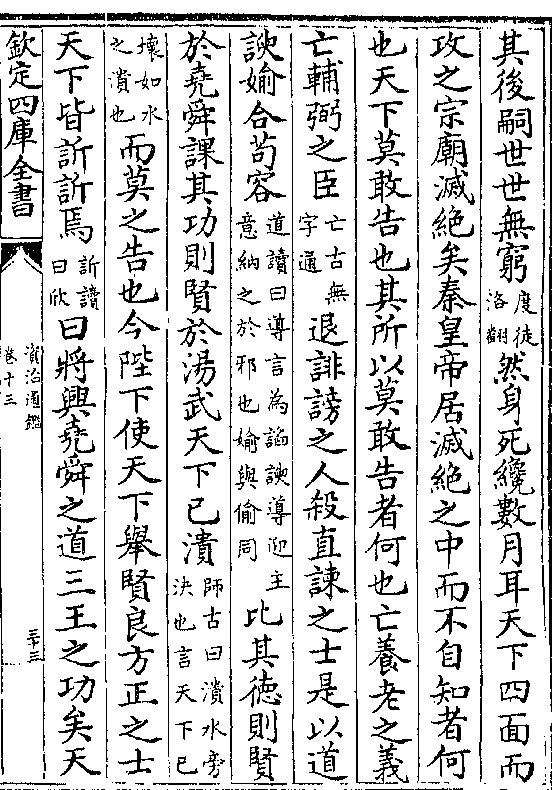 其後嗣世世無窮度徒洛翻然身死纔數月耳天下四面而
攻之宗廟滅絶矣秦皇帝居滅絶之中而不自知者何
也天下莫敢告也其所以莫敢告者何也亡養老之義
亡輔弼之臣亡古無字通退誹謗之人殺直諫之士是以道
諛媮合苟容道讀曰導言為諂諛導迎主意納之於邪也媮與偷同比其徳則賢
於堯舜課其功則賢於湯武天下已潰師古曰潰水旁決也言天下已
壞如水之潰也而莫之告也今陛下使天下舉賢良方正之士
天下皆訢訢焉訢讀曰欣曰將興堯舜之道三王之功矣天
欽定四庫全書
資治通鑑
卷十三
三十三